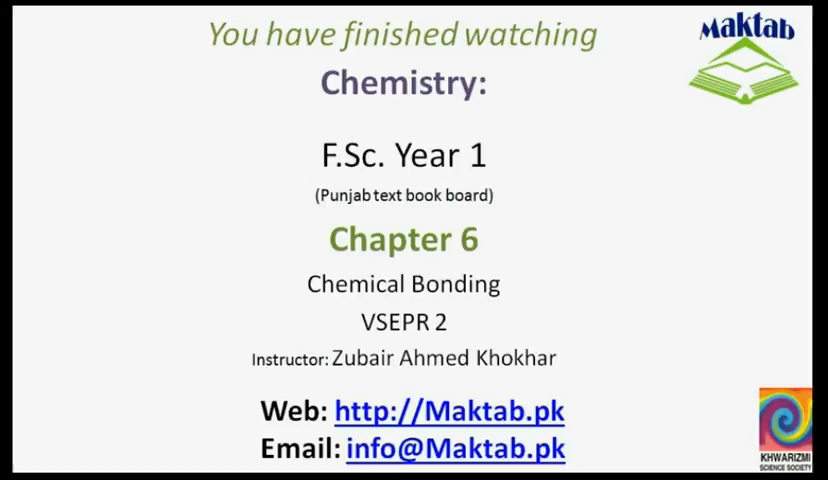 You have finished watching
Maktab
Chemistry:
F.Sc. Year 1
(Punjab text book board)
Chapter 6
Chemical Bonding
VSEPR 2
Instructor: Zubair Ahmed Khokhar
Web: http://Maktab.pk
Email: info@Maktab.pk
KHWARIZMI
SCIENCE SOCIETY